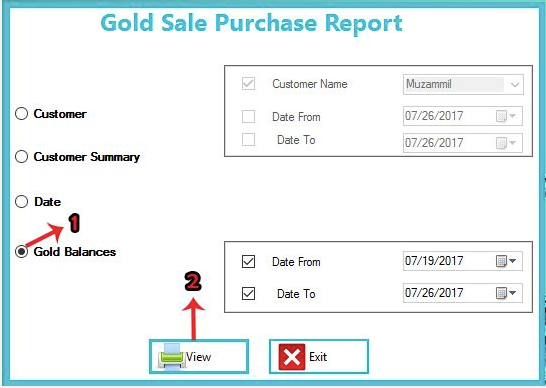 Gold Sale Purchase Report
Customer Name Muzammil
Customer
Date From 07/26/2017
Date To 07/26/2017
Customer Summary
Date
1
Gold Balances
Date From 07/19/2017
2
Date To 07/26/2017
View Exit